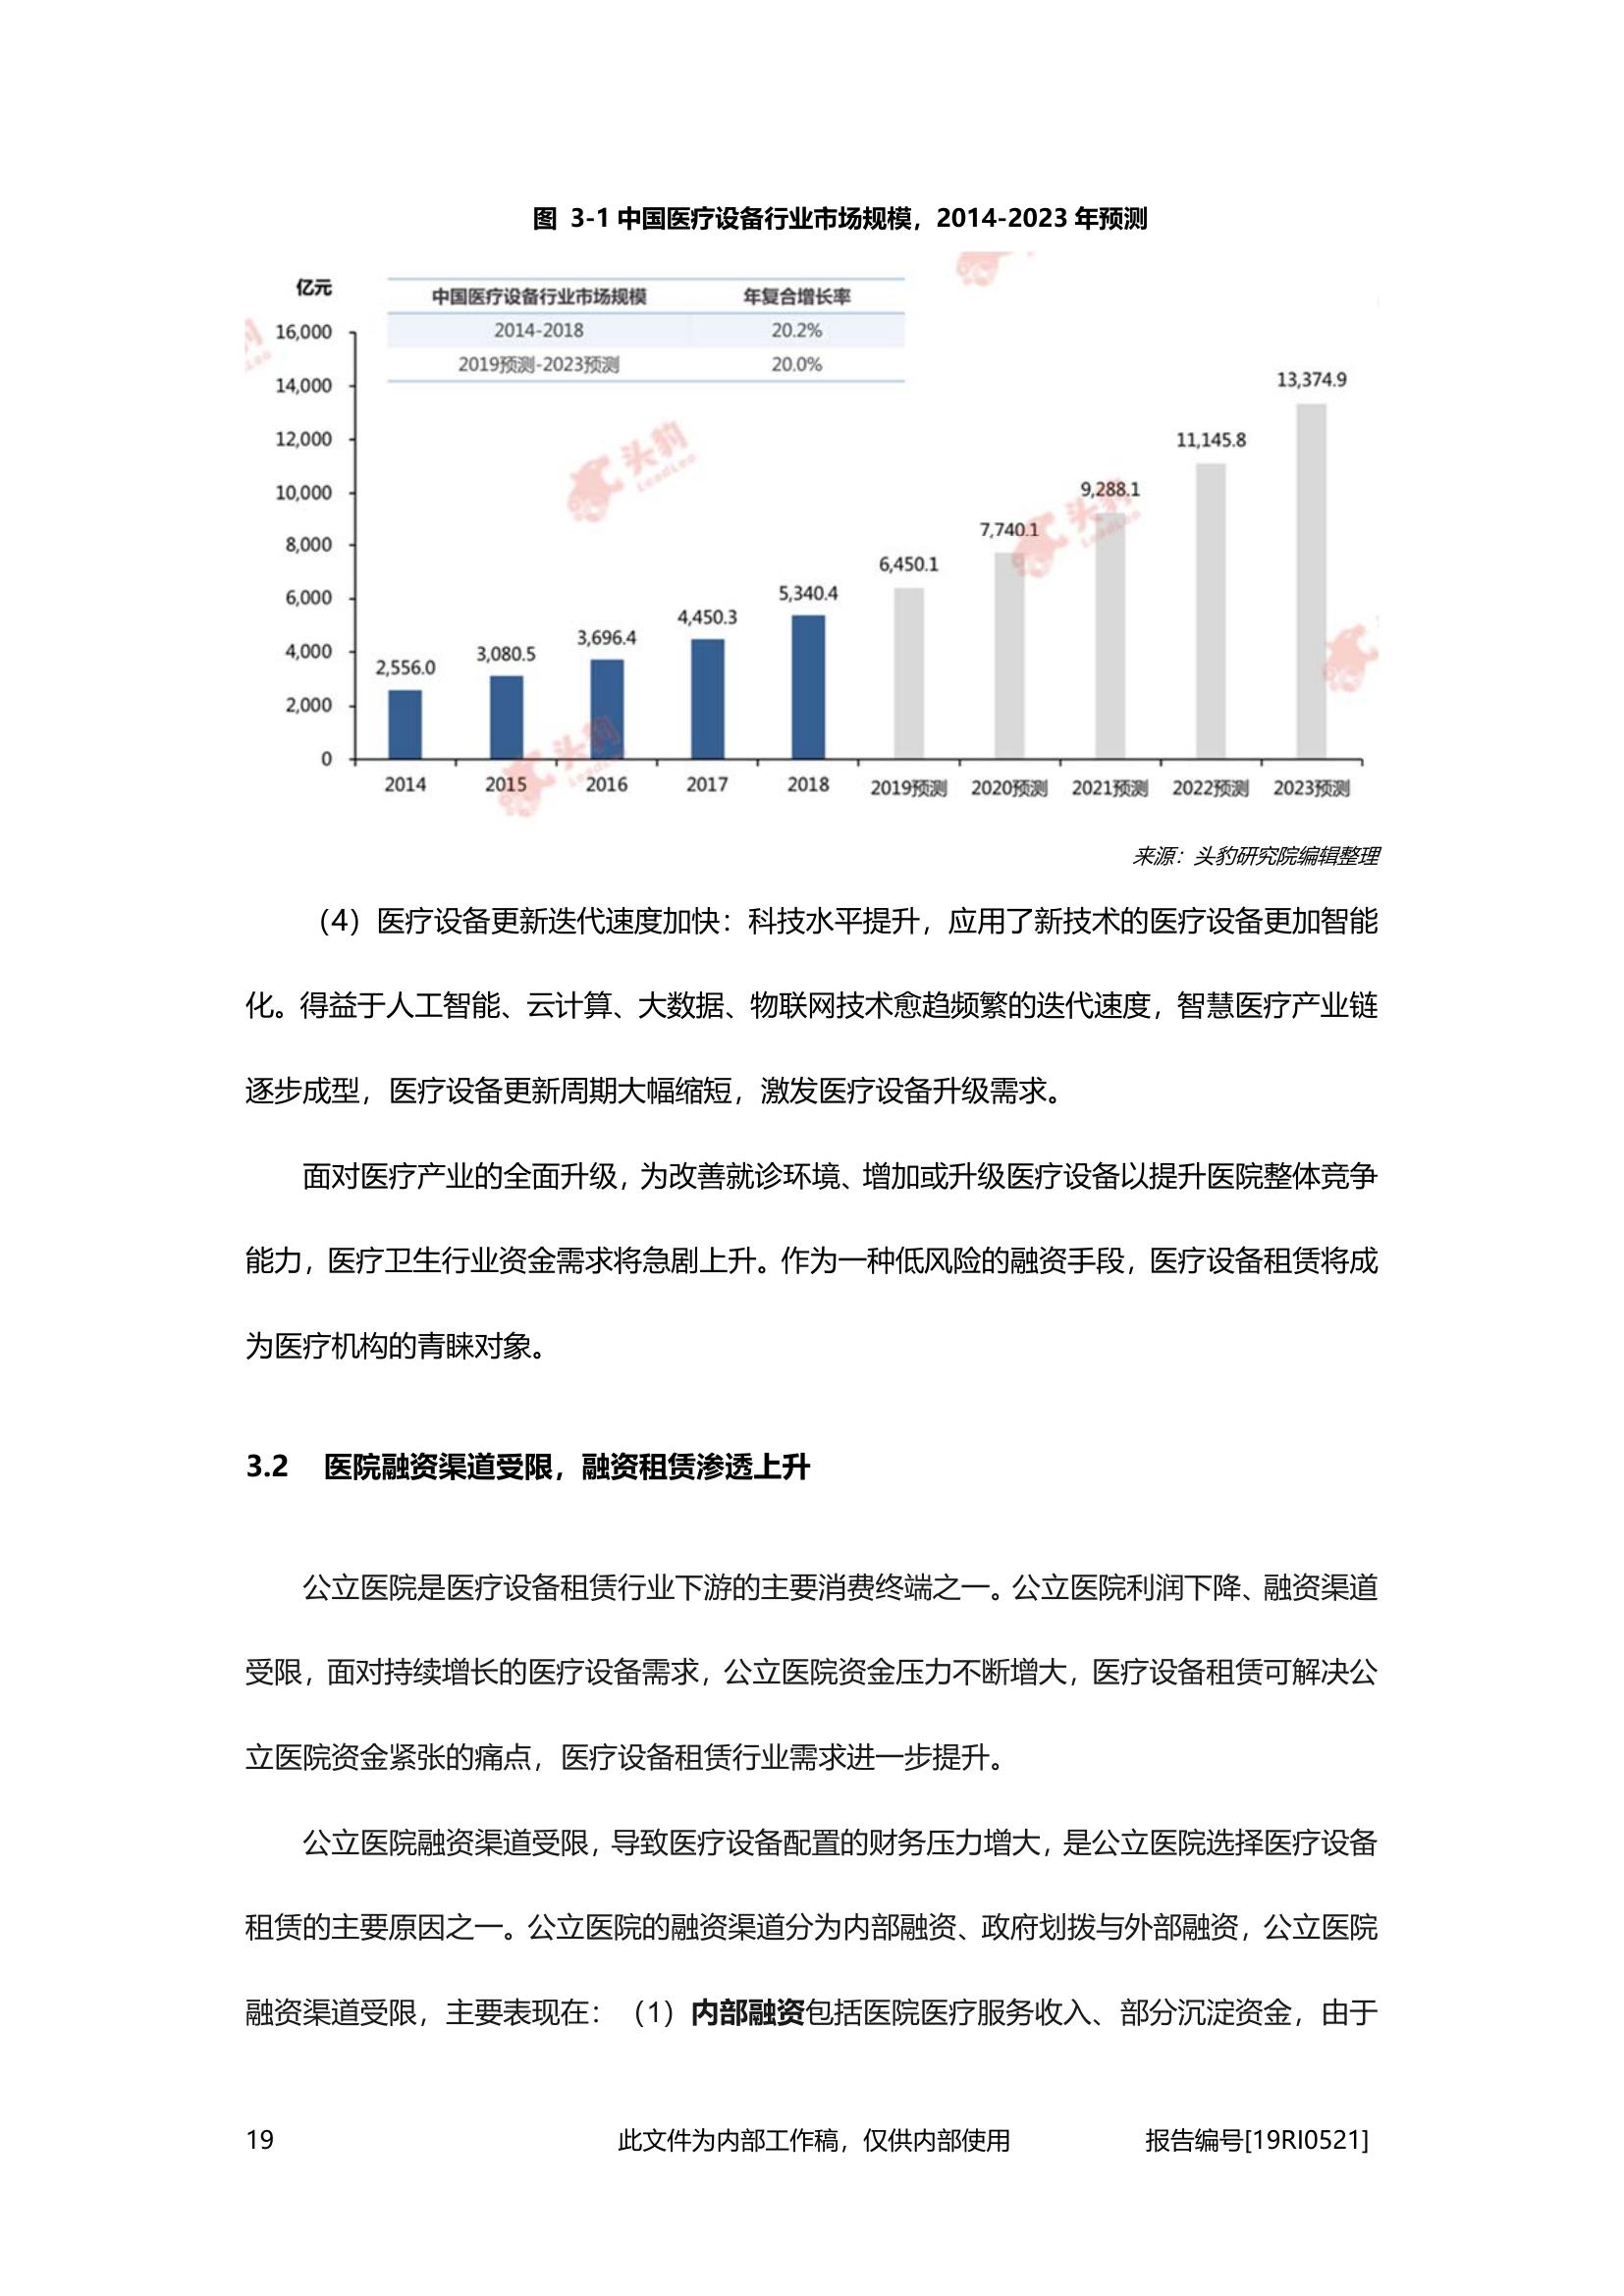 图 3-1 中国医疗设备行业市场规模，2014-2023 年预测
亿元
中国医疗设备行业市场规模 年复合增长率
2014-2018 20.2%
2019预测-2023预测 20.0%
16,000
14,000
12,000
10,000
8,000
6,000
4,000
2,000
0
2,556.0
3,080.5
3,696.4
4,450.3
5,340.4
6,450.1
7,740.1
9,288.1
11,145.8
13,374.9
2014 2015 2016 2017 2018 2019预测 2020预测 2021预测 2022预测 2023预测
头豹
LeadLeo
头豹
LeadLeo
头豹
LeadLeo
来源：头豹研究院编辑整理
（4）医疗设备更新迭代速度加快：科技水平提升，应用了新技术的医疗设备更加智能
化。得益于人工智能、云计算、大数据、物联网技术愈趋频繁的迭代速度，智慧医疗产业链
逐步成型，医疗设备更新周期大幅缩短，激发医疗设备升级需求。
面对医疗产业的全面升级，为改善就诊环境、增加或升级医疗设备以提升医院整体竞争
能力，医疗卫生行业资金需求将急剧上升。作为一种低风险的融资手段，医疗设备租赁将成
为医疗机构的青睐对象。
3.2 医院融资渠道受限，融资租赁渗透上升
公立医院是医疗设备租赁行业下游的主要消费终端之一。公立医院利润下降、融资渠道
受限，面对持续增长的医疗设备需求，公立医院资金压力不断增大，医疗设备租赁可解决公
立医院资金紧张的痛点，医疗设备租赁行业需求进一步提升。
公立医院融资渠道受限，导致医疗设备配置的财务压力增大，是公立医院选择医疗设备
租赁的主要原因之一。公立医院的融资渠道分为内部融资、政府划拨与外部融资，公立医院
融资渠道受限，主要表现在：（1）内部融资包括医院医疗服务收入、部分沉淀资金，由于
19 此文件为内部工作稿，仅供内部使用 报告编号[19RI0521]